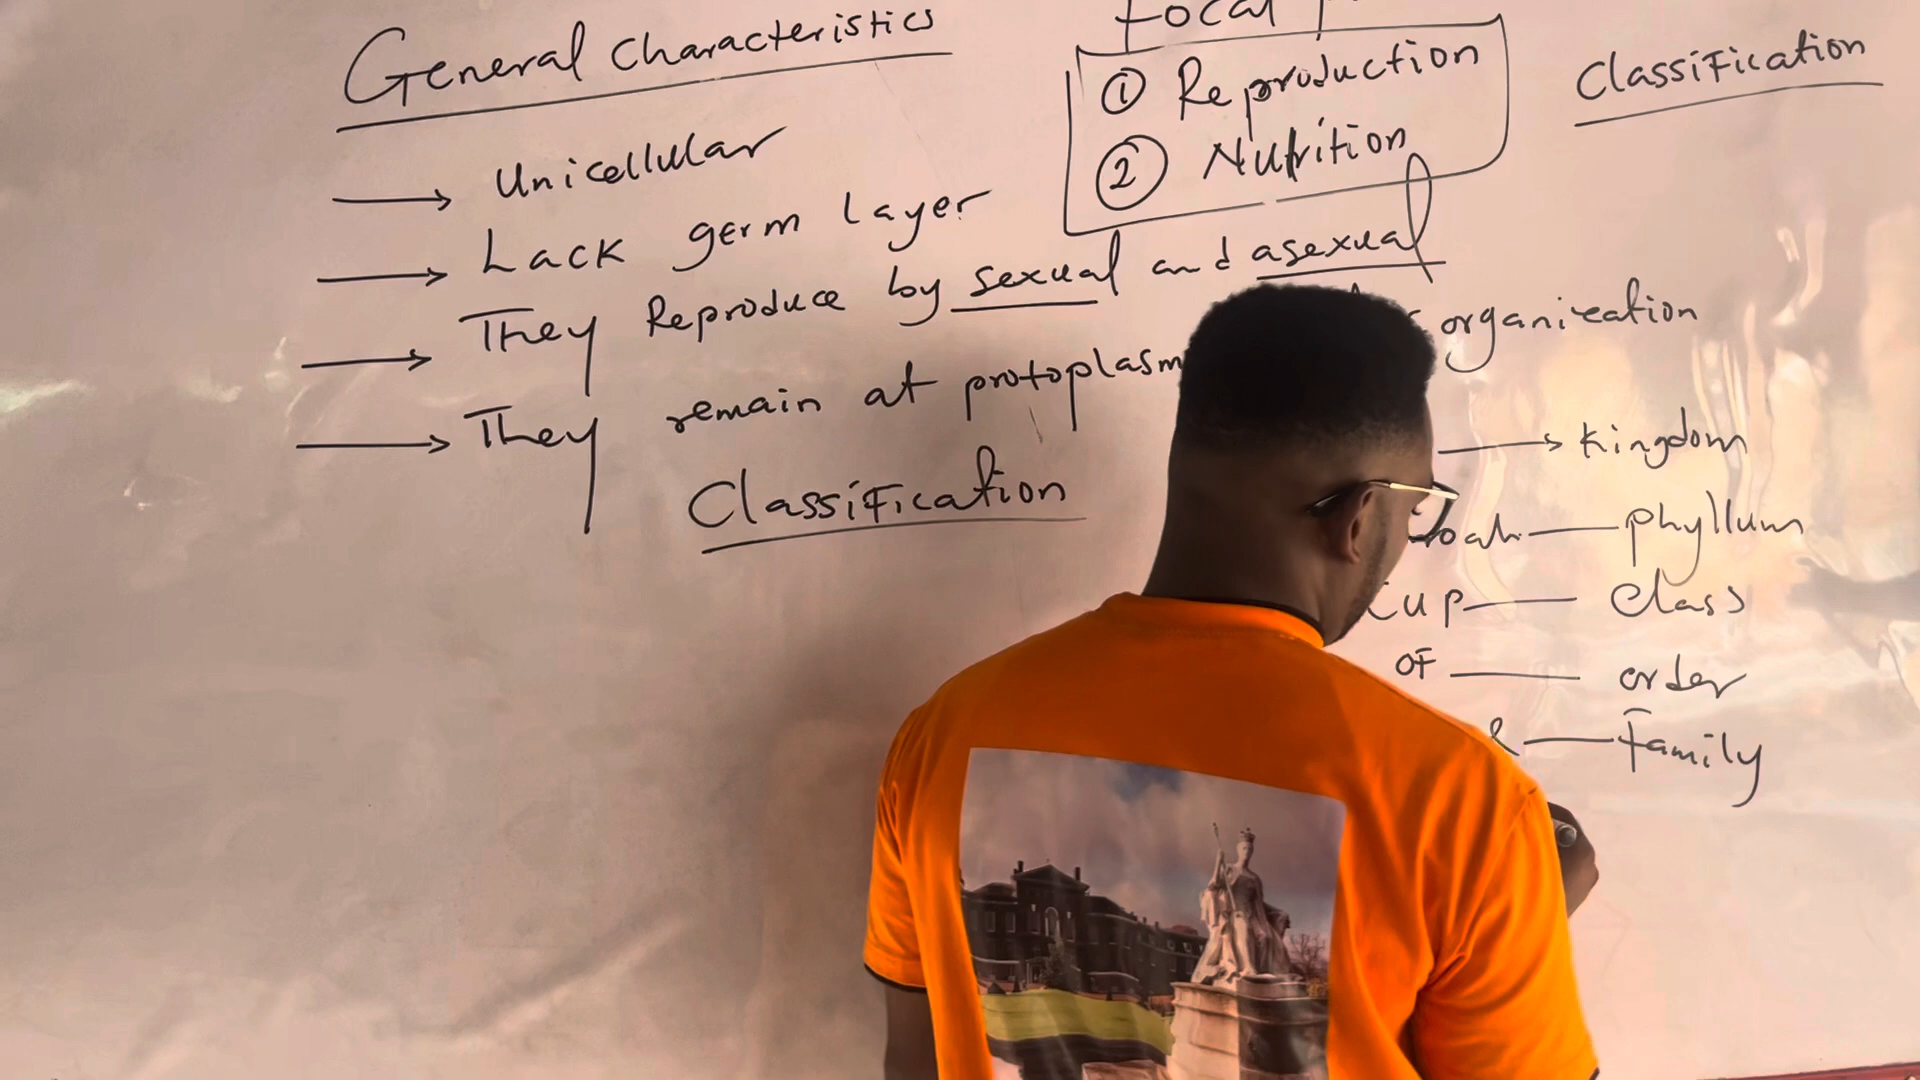 General Characteristics
Focal
① Reproduction
② Nutrition
Classification
→ Unicellular
→ Lack germ layer
→ They Reproduce by sexual and asexual
→ They remain at protoplasm organization
Classification
→ Kingdom
phyllum
Cup — Class
OF — order
Family